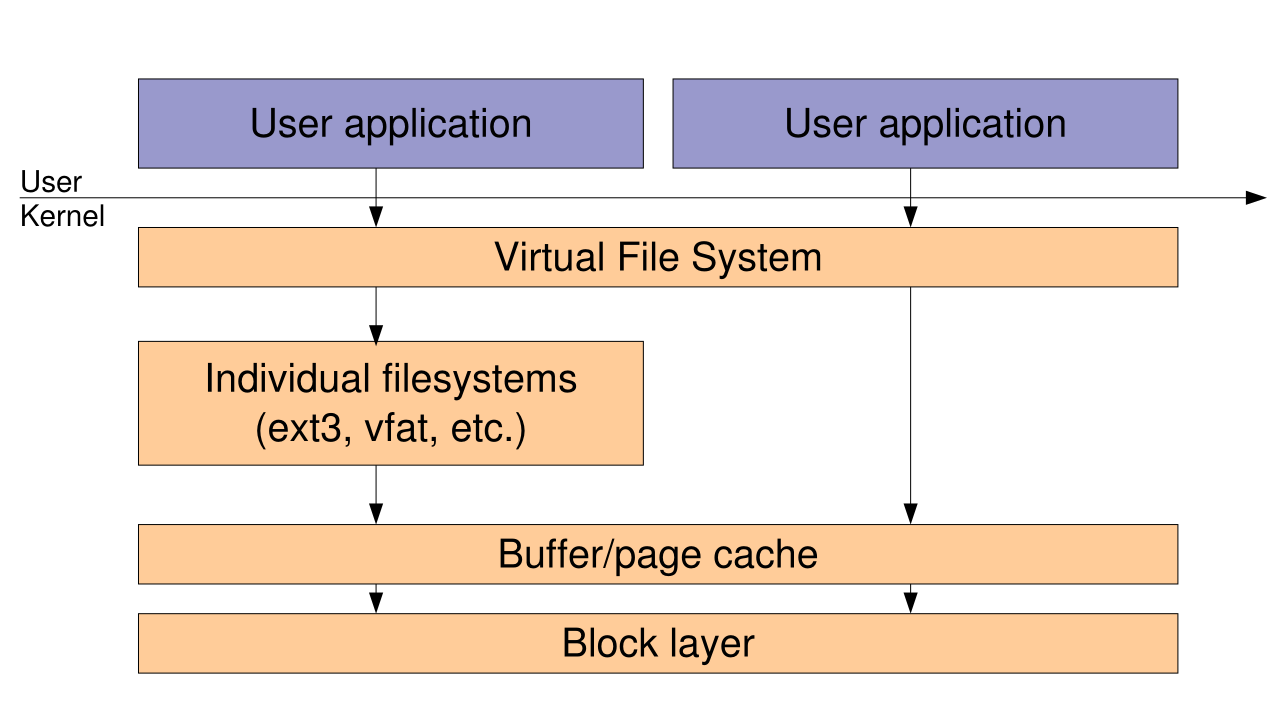 User application
User application
User
Kernel
Virtual File System
Individual filesystems
(ext3, vfat, etc.)
Buffer/page cache
Block layer